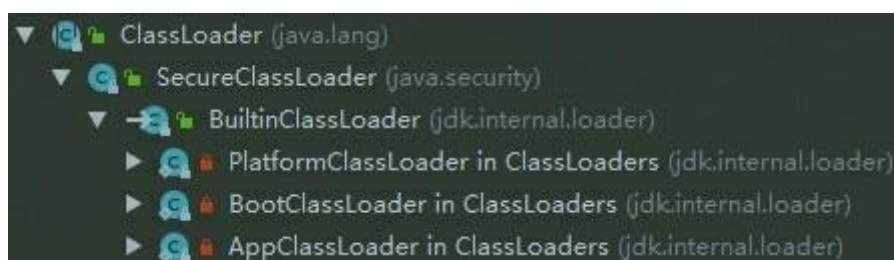 ClassLoader (java.lang)
SecureClassLoader (java.security)
BuiltinClassLoader (jdk.internal.loader)
PlatformClassLoader in ClassLoaders (jdk.internal.loader)
BootClassLoader in ClassLoaders (jdk.internal.loader)
AppClassLoader in ClassLoaders (jdk.internal.loader)